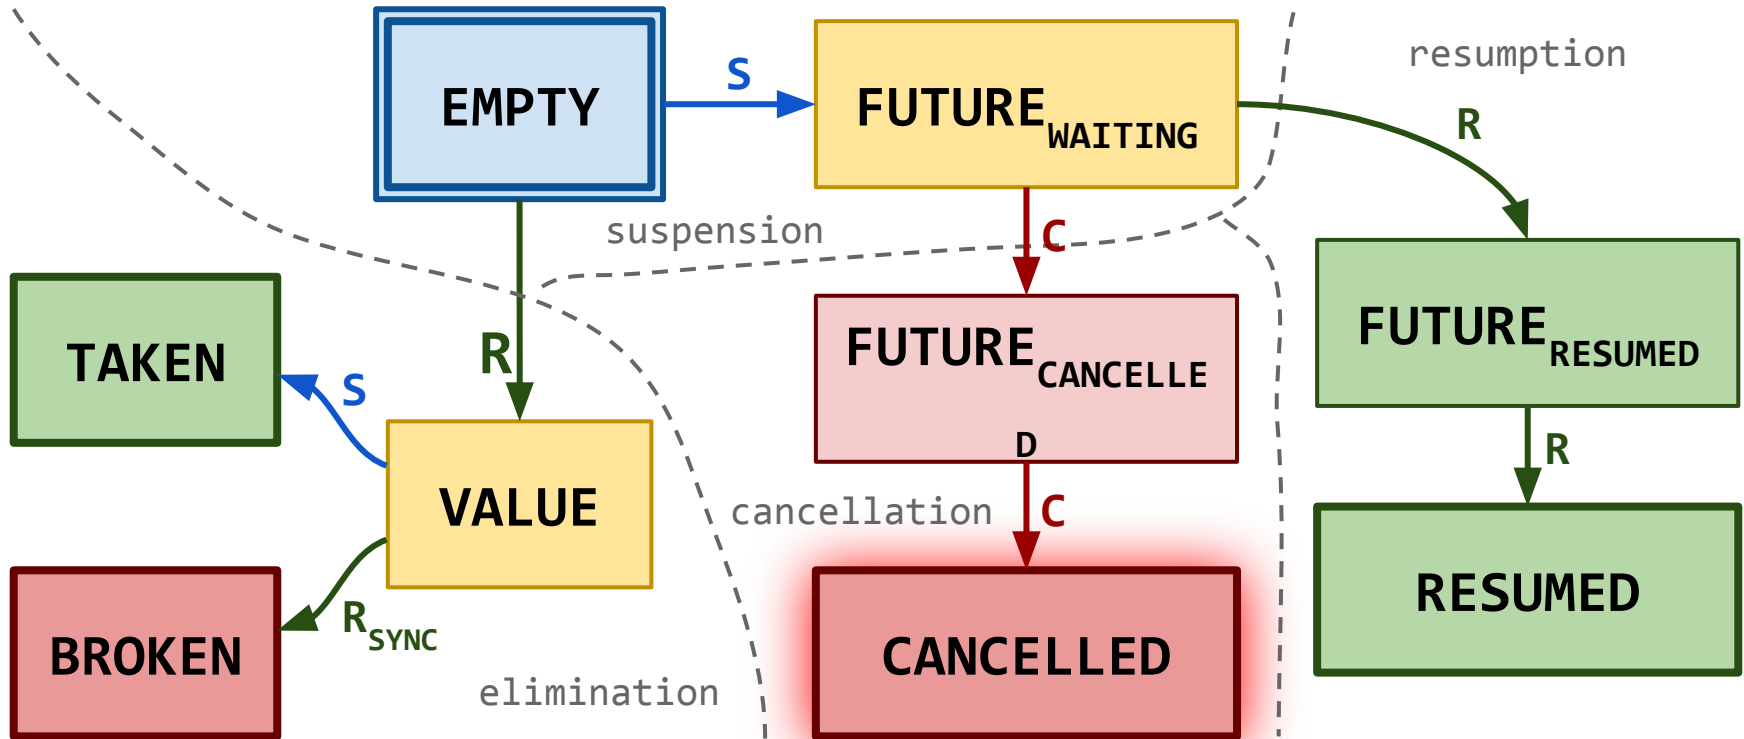 EMPTY
S
FUTURE WAITING
resumption
R
suspension
C
R
TAKEN
S
FUTURE CANCELLE
D
FUTURE RESUMED
R
VALUE
cancellation
C
R SYNC
BROKEN
elimination
CANCELLED
RESUMED